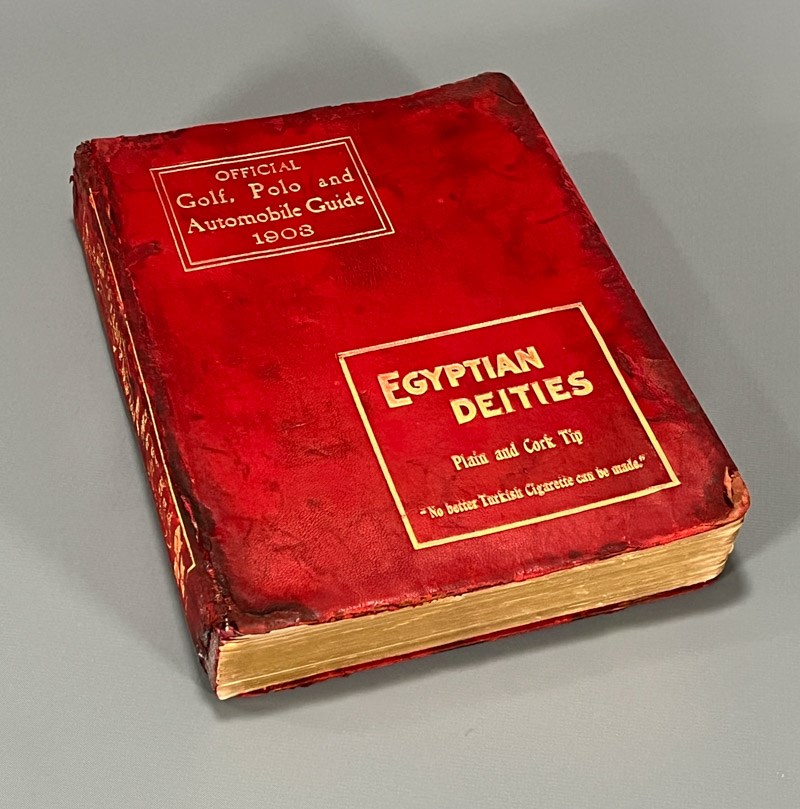 OFFICIAL
Golf, Polo and
Automobile Guide
1903
EGYPTIAN
DEITIES
Plain and Cork Tip
"No better Turkish Cigarette can be made."